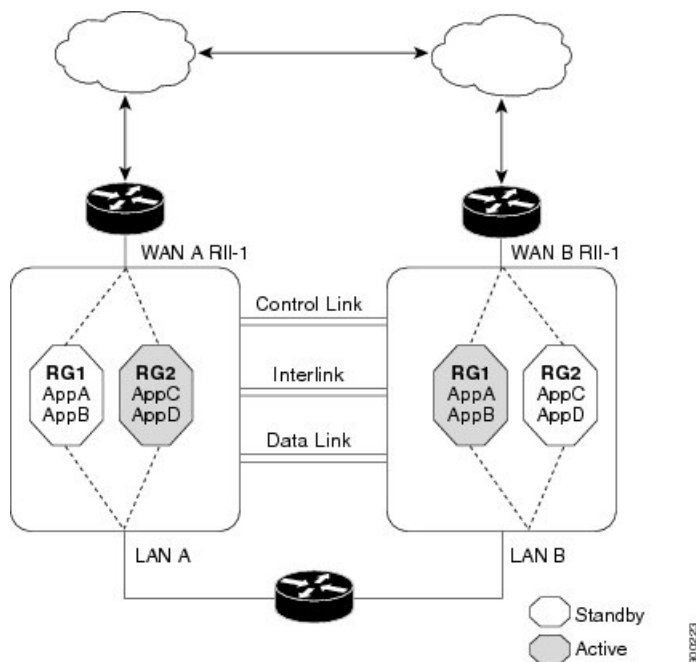 WAN A RII-1
WAN B RII-1
Control Link
RG1
AppA
AppB
RG2
AppC
AppD
Interlink
Data Link
RG1
AppA
AppB
RG2
AppC
AppD
LAN A
LAN B
Standby
Active